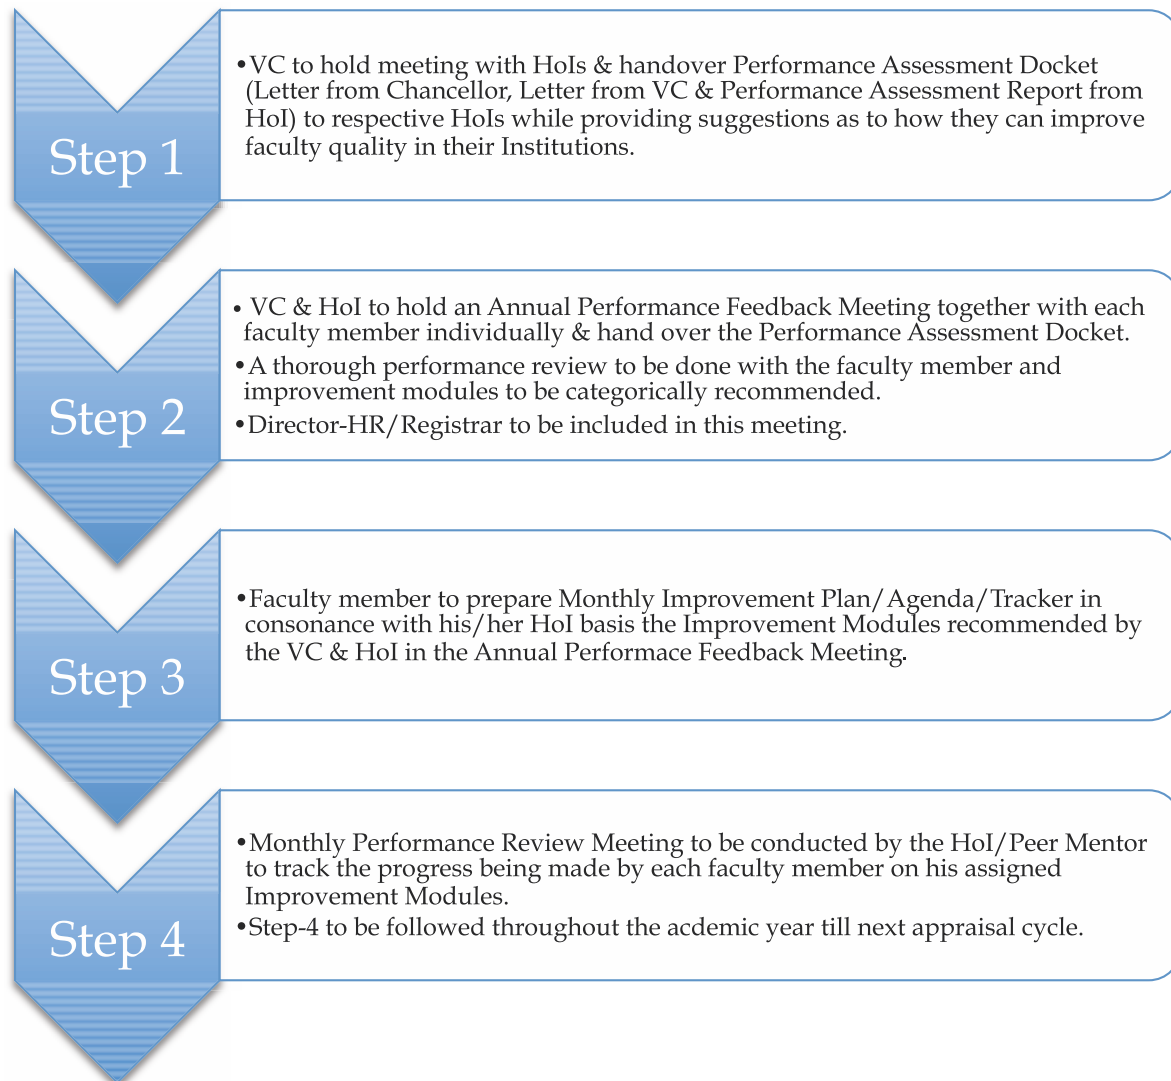 Step 1
•VC to hold meeting with HoIs & handover Performance Assessment Docket
(Letter from Chancellor, Letter from VC & Performance Assessment Report from
HoI) to respective HoIs while providing suggestions as to how they can improve
faculty quality in their Institutions.
Step 2
• VC & HoI to hold an Annual Performance Feedback Meeting together with each
faculty member individually & hand over the Performance Assessment Docket.
•A thorough performance review to be done with the faculty member and
improvement modules to be categorically recommended.
•Director-HR/Registrar to be included in this meeting.
Step 3
•Faculty member to prepare Monthly Improvement Plan/Agenda/Tracker in
consonance with his/her HoI basis the Improvement Modules recommended by
the VC & HoI in the Annual Performace Feedback Meeting.
Step 4
•Monthly Performance Review Meeting to be conducted by the HoI/Peer Mentor
to track the progress being made by each faculty member on his assigned
Improvement Modules.
•Step-4 to be followed throughout the acdemic year till next appraisal cycle.